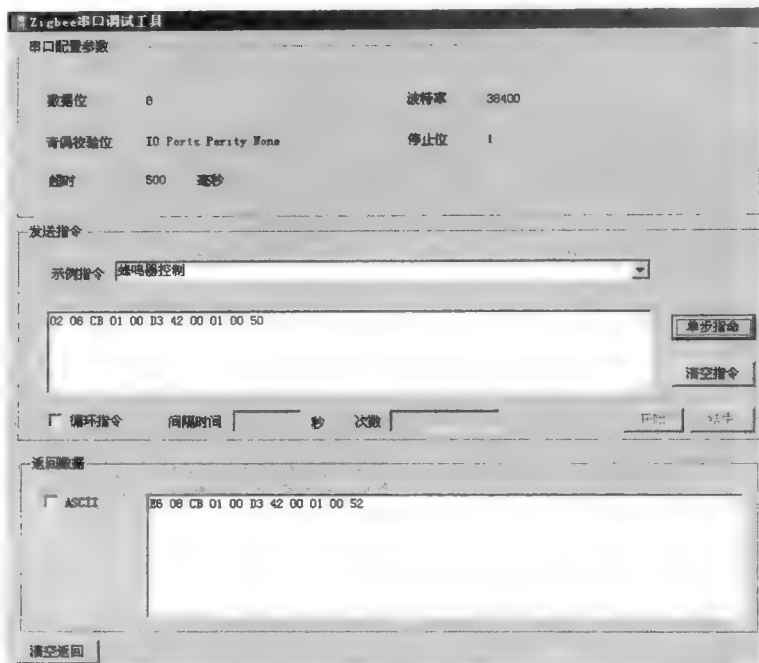 Zigbee串口调试工具
串口配置参数
数据位 8 波特率 38400
奇偶校验位 IO Ports Parity None 停止位 1
超时 500 毫秒
发送指令
示例指令 蜂鸣器控制
02 08 CB 01 00 D3 42 00 01 00 50
单步指命
清空指令
循环指令 间隔时间 秒 次数 开始 结束
返回数据
ASCII 08 CB 01 00 D3 42 00 01 00 52
清空返回